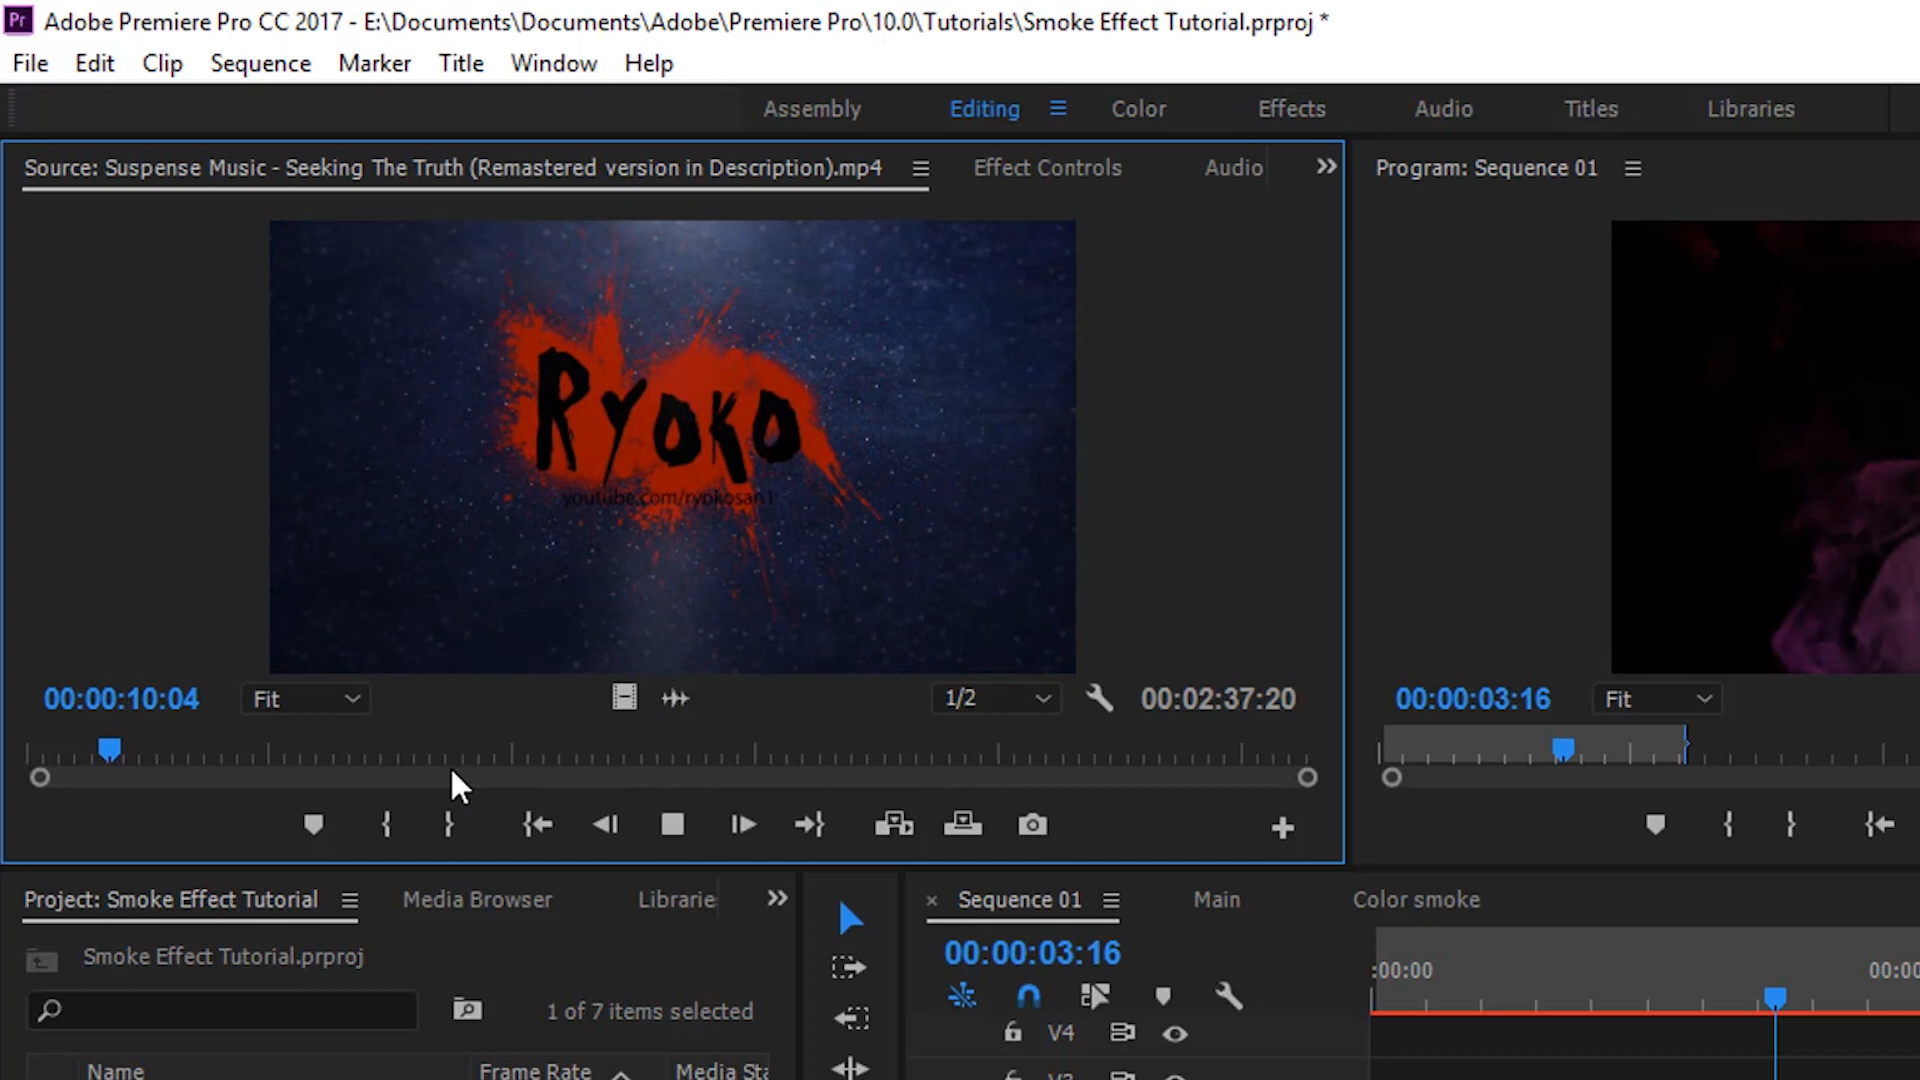 Pr Adobe Premiere Pro CC 2017 - E:\Documents\Documents\Adobe\Premiere Pro\10.0\Tutorials\Smoke Effect Tutorial.prproj *
File Edit Clip Sequence Marker Title Window Help
Assembly Editing Color Effects Audio Titles Libraries
Source: Suspense Music - Seeking The Truth (Remastered version in Description).mp4 Effect Controls Audio
Program: Sequence 01
RYOKO
youtube.com/ryokosan1
00:00:10:04 Fit 1/2 00:02:37:20
00:00:03:16 Fit
Project: Smoke Effect Tutorial Media Browser Librarie
Sequence 01 Main Color smoke
Smoke Effect Tutorial.prproj
00:00:03:16
:00:00 00:00
1 of 7 items selected
V4
Name Frame Rate Media Sta